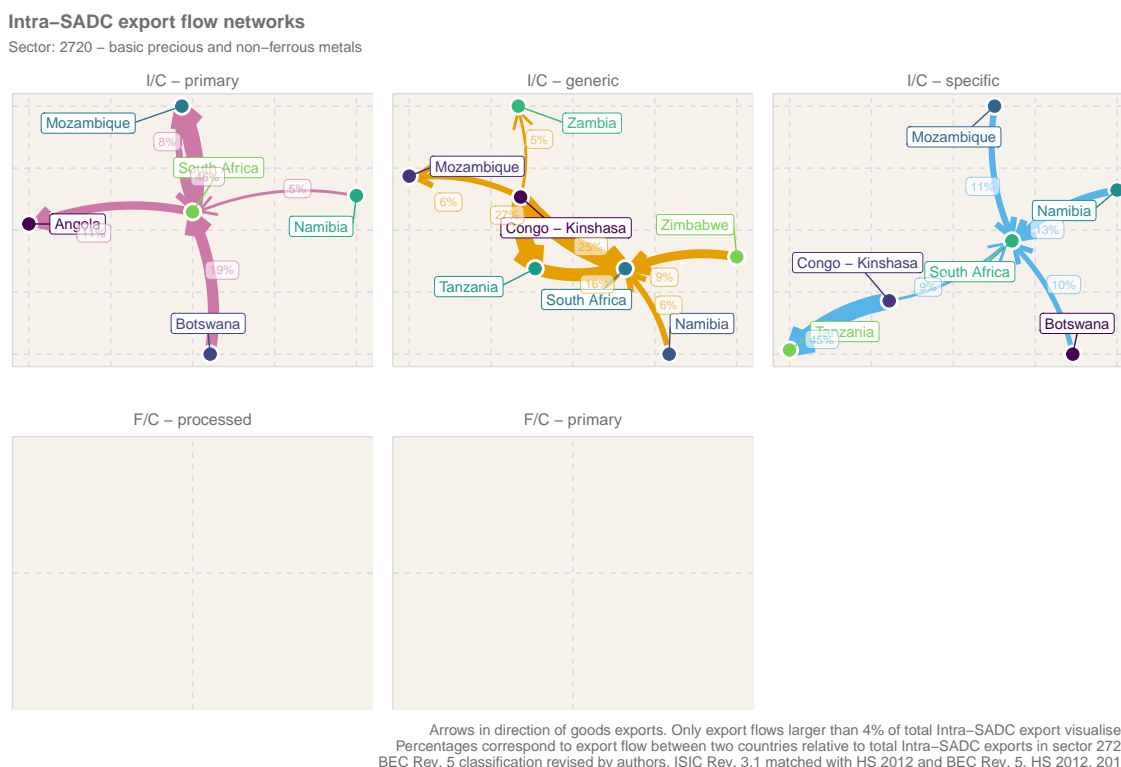 Intra−SADC export flow networks
Sector: 2720 − basic precious and non−ferrous metals
I/C − primary
Mozambique
8%
South Africa
46%
5%
Angola
11%
Namibia
19%
Botswana
I/C − generic
Zambia
5%
Mozambique
6%
27%
Congo − Kinshasa
Zimbabwe
25%
Tanzania
16%
9%
South Africa
6%
Namibia
I/C − specific
Mozambique
11%
Namibia
13%
Congo − Kinshasa
South Africa
9%
10%
Tanzania
45%
Botswana
F/C − processed
F/C − primary
Arrows in direction of goods exports. Only export flows larger than 4% of total Intra−SADC export visualise
Percentages correspond to export flow between two countries relative to total Intra−SADC exports in sector 272
BEC Rev. 5 classification revised by authors. ISIC Rev. 3.1 matched with HS 2012 and BEC Rev. 5. HS 2012, 201